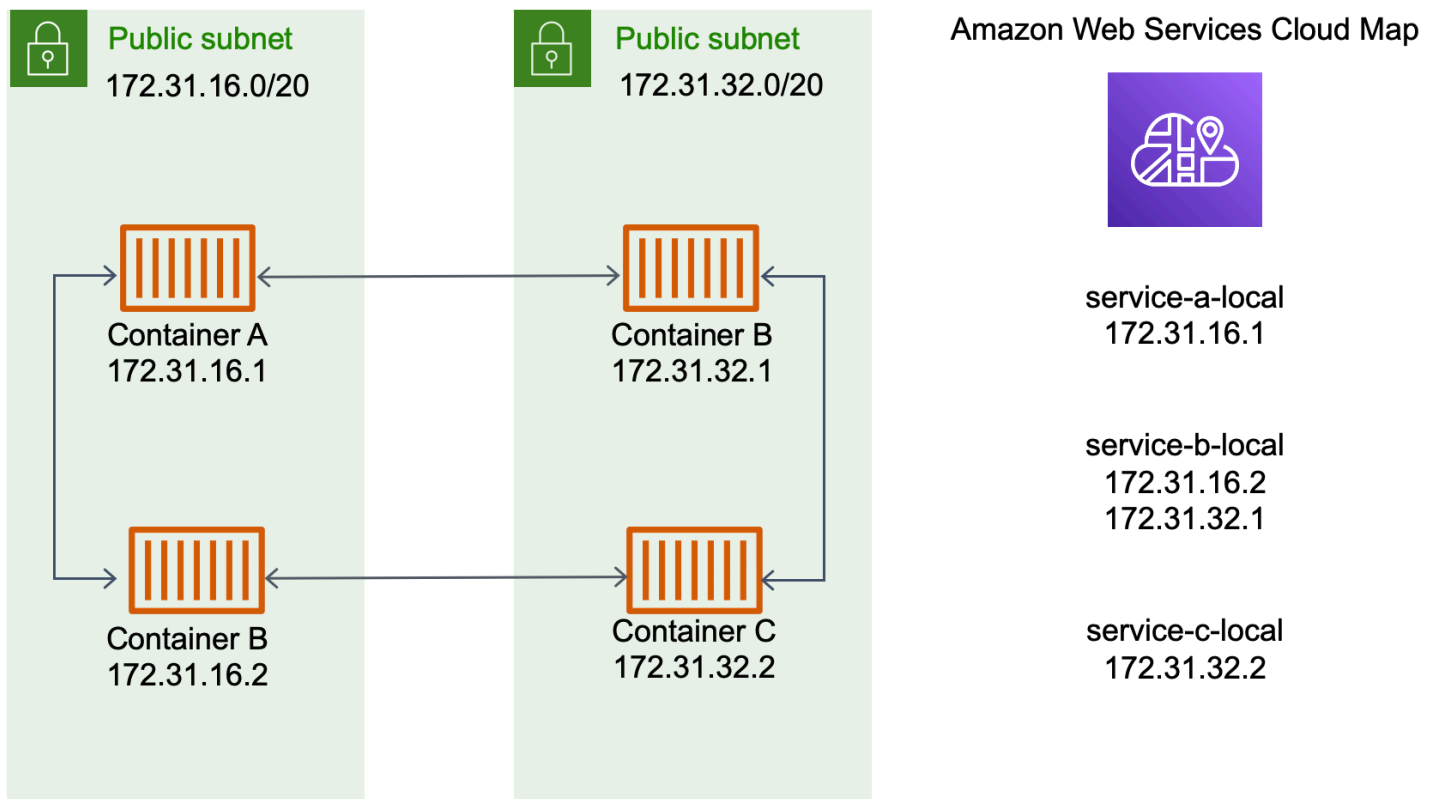 Public subnet
172.31.16.0/20
Public subnet
172.31.32.0/20
Amazon Web Services Cloud Map
Container A
172.31.16.1
Container B
172.31.32.1
service-a-local
172.31.16.1
service-b-local
172.31.16.2
172.31.32.1
Container B
172.31.16.2
Container C
172.31.32.2
service-c-local
172.31.32.2